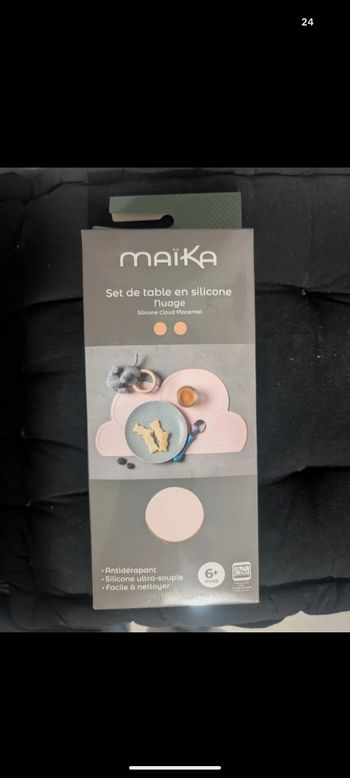 24
maïka
Set de table en silicone
Nuage
Silicone Cloud Placemat
• Antidérapant
• Silicone ultra-souple
• Facile à nettoyer
6+
mois